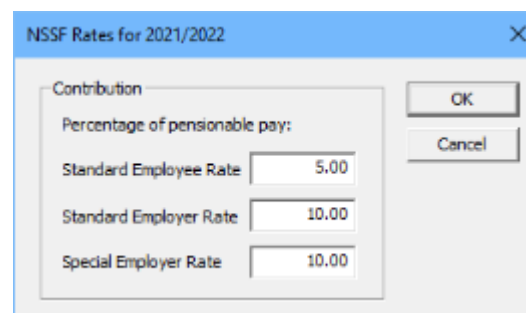 NSSF Rates for 2021/2022
Contribution
Percentage of pensionable pay:
Standard Employee Rate 5.00
Standard Employer Rate 10.00
Special Employer Rate 10.00
OK
Cancel